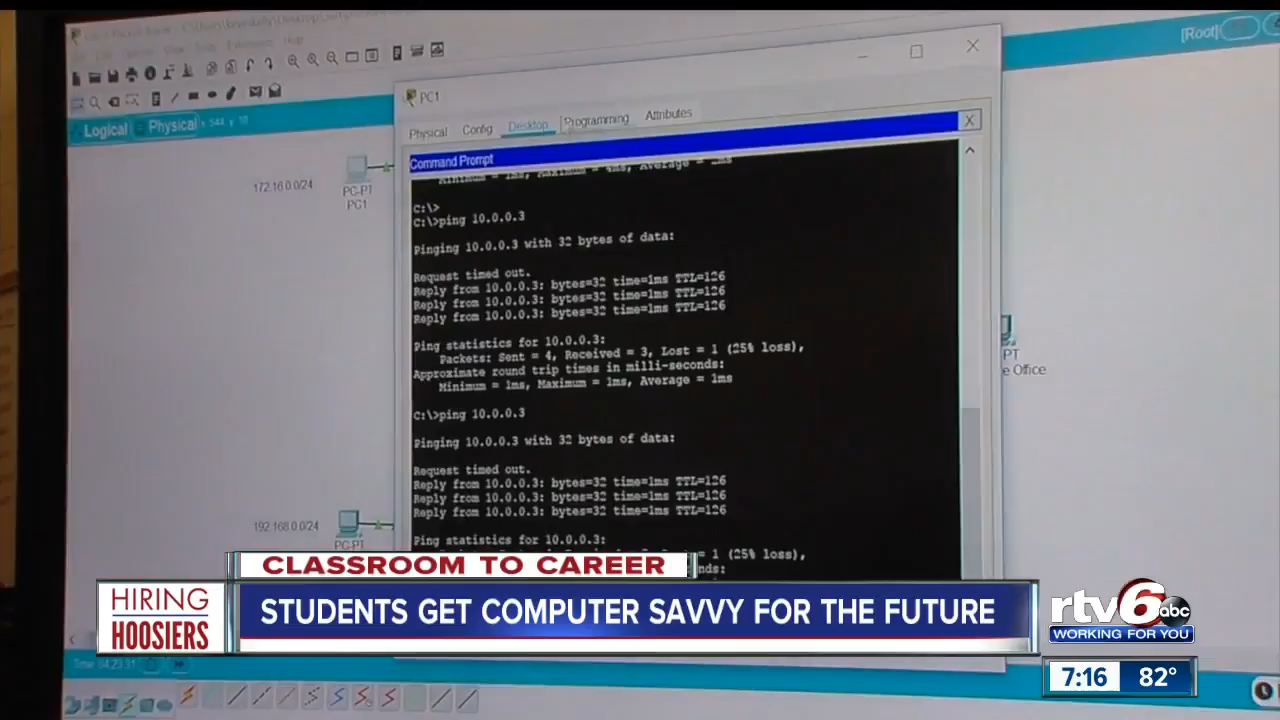 [Root]
Logical
Physical
PC1
Physical
Config
Desktop
Programming
Attributes
X
Command Prompt
172.16.0.0/24
PC-PT
PC1
Minimum = 1ms, Maximum = 4ms, Average = 2ms
C:\>
C:\>ping 10.0.0.3
Pinging 10.0.0.3 with 32 bytes of data:
Request timed out.
Reply from 10.0.0.3: bytes=32 time=1ms TTL=126
Reply from 10.0.0.3: bytes=32 time=1ms TTL=126
Reply from 10.0.0.3: bytes=32 time=1ms TTL=126
Ping statistics for 10.0.0.3:
Packets: Sent = 4, Received = 3, Lost = 1 (25% loss),
Approximate round trip times in milli-seconds:
Minimum = 1ms, Maximum = 1ms, Average = 1ms
PT
e Office
C:\>ping 10.0.0.3
Pinging 10.0.0.3 with 32 bytes of data:
Request timed out.
Reply from 10.0.0.3: bytes=32 time=1ms TTL=126
Reply from 10.0.0.3: bytes=32 time=1ms TTL=126
Reply from 10.0.0.3: bytes=32 time=1ms TTL=126
192.168.0.0/24
PC-PT
Ping statistics for 10.0.0.3:
= 1 (25% loss),
CLASSROOM TO CAREER
HIRING
HOOSIERS
STUDENTS GET COMPUTER SAVVY FOR THE FUTURE
rtv6 abc
WORKING FOR YOU
7:16 82°